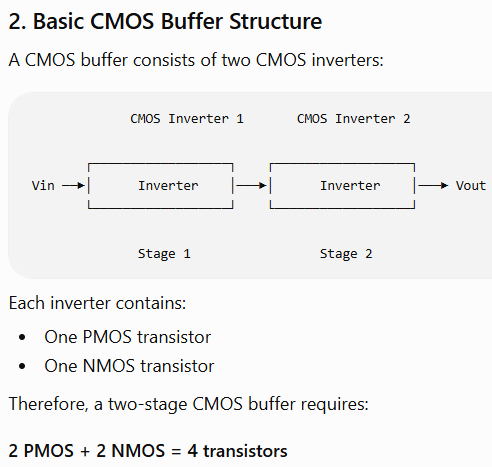 2. Basic CMOS Buffer Structure
A CMOS buffer consists of two CMOS inverters:
CMOS Inverter 1 CMOS Inverter 2
Vin Inverter Inverter Vout
Stage 1 Stage 2
Each inverter contains:
• One PMOS transistor
• One NMOS transistor
Therefore, a two-stage CMOS buffer requires:
2 PMOS + 2 NMOS = 4 transistors